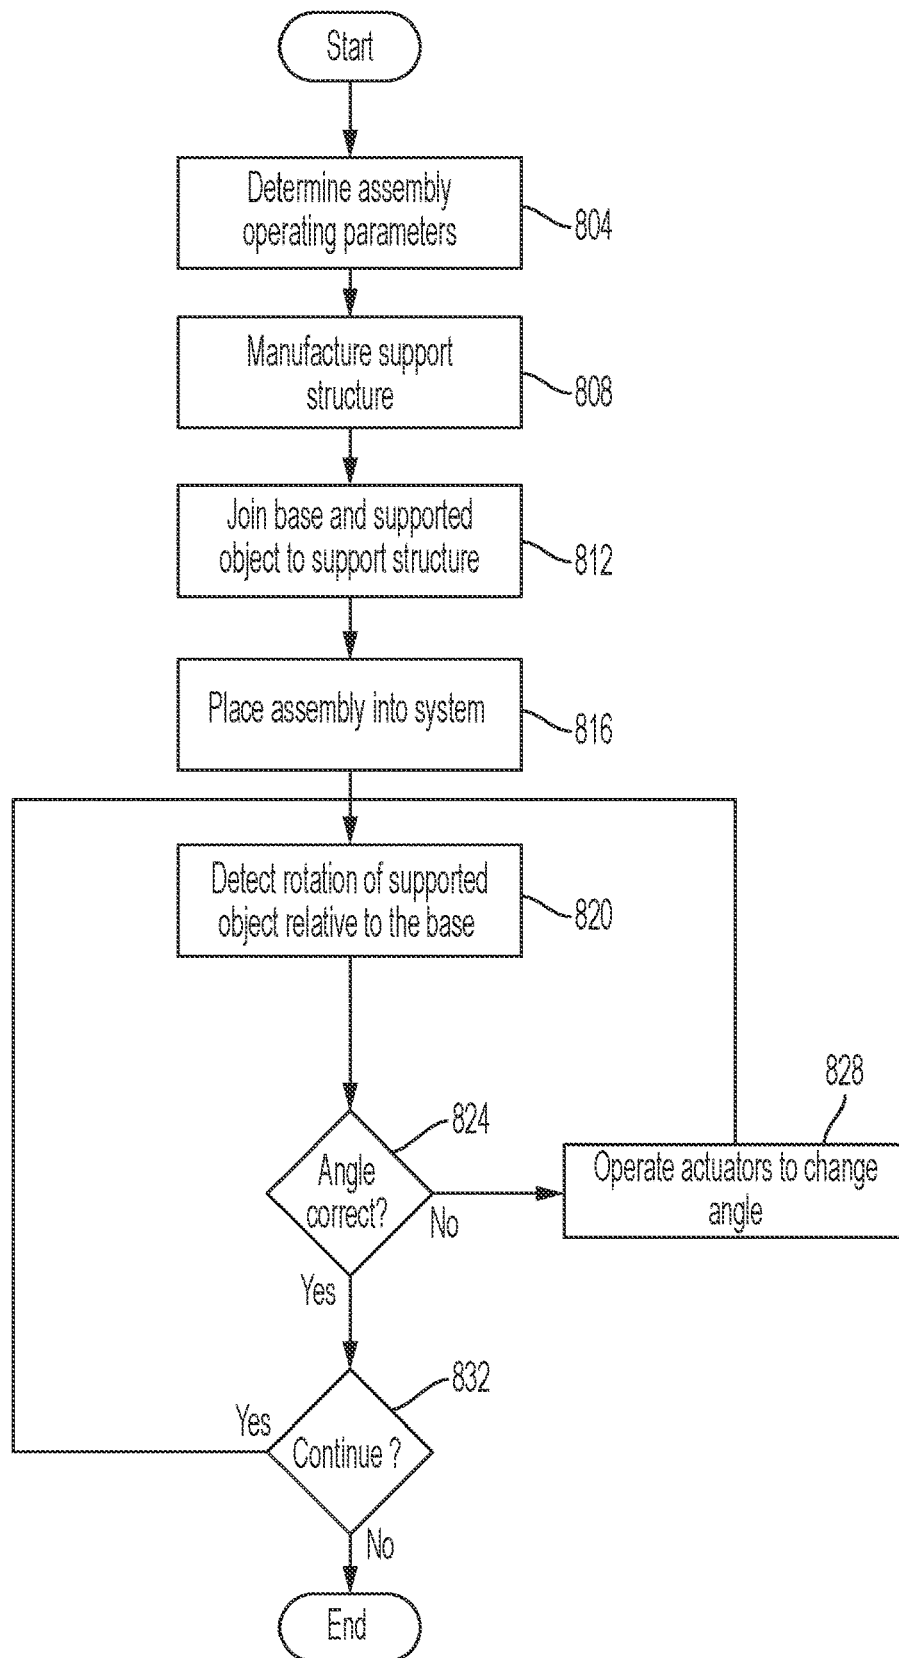 Start
Determine assembly
operating parameters
804
Manufacture support
structure
808
Join base and supported
object to support structure
812
Place assembly into system
816
Detect rotation of supported
object relative to the base
820
824
Angle
correct?
No
828
Operate actuators to change
angle
Yes
832
Yes
Continue ?
No
End